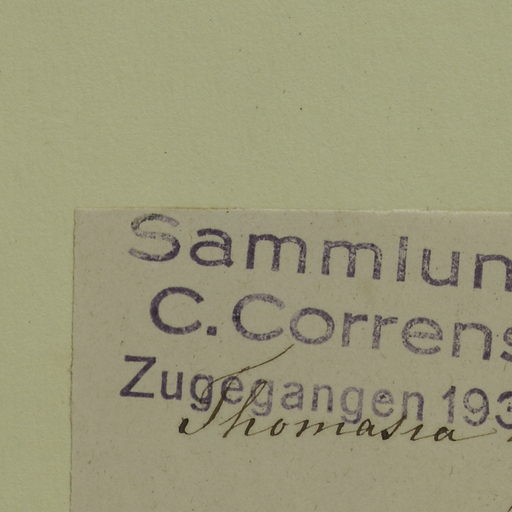 Sammlun
C. Correns
Zugegangen 193
Thomasia